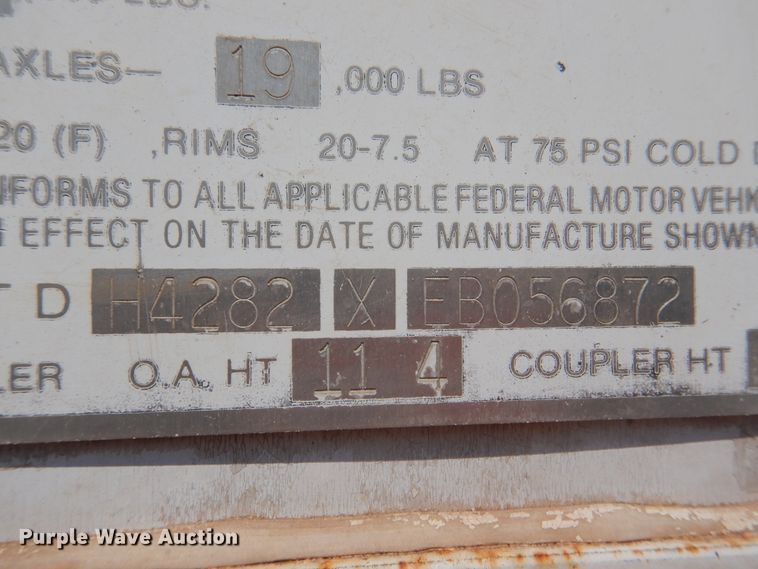 LBS.
AXLES— 19 ,000 LBS
20 (F) ,RIMS 20-7.5 AT 75 PSI COLD
NFORMS TO ALL APPLICABLE FEDERAL MOTOR VEHI
N EFFECT ON THE DATE OF MANUFACTURE SHOWN
T D H4282 X EB056872
LER O.A. HT 11 4 COUPLER HT
Purple Wave Auction